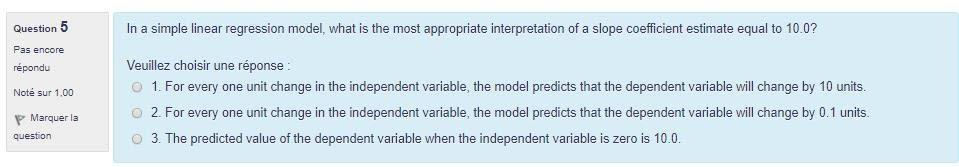 Question 5
Pas encore
répondu
Noté sur 1,00
Marquer la
question
In a simple linear regression model, what is the most appropriate interpretation of a slope coefficient estimate equal to 10.0?
Veuillez choisir une réponse :
1. For every one unit change in the independent variable, the model predicts that the dependent variable will change by 10 units.
2. For every one unit change in the independent variable, the model predicts that the dependent variable will change by 0.1 units.
3. The predicted value of the dependent variable when the independent variable is zero is 10.0.